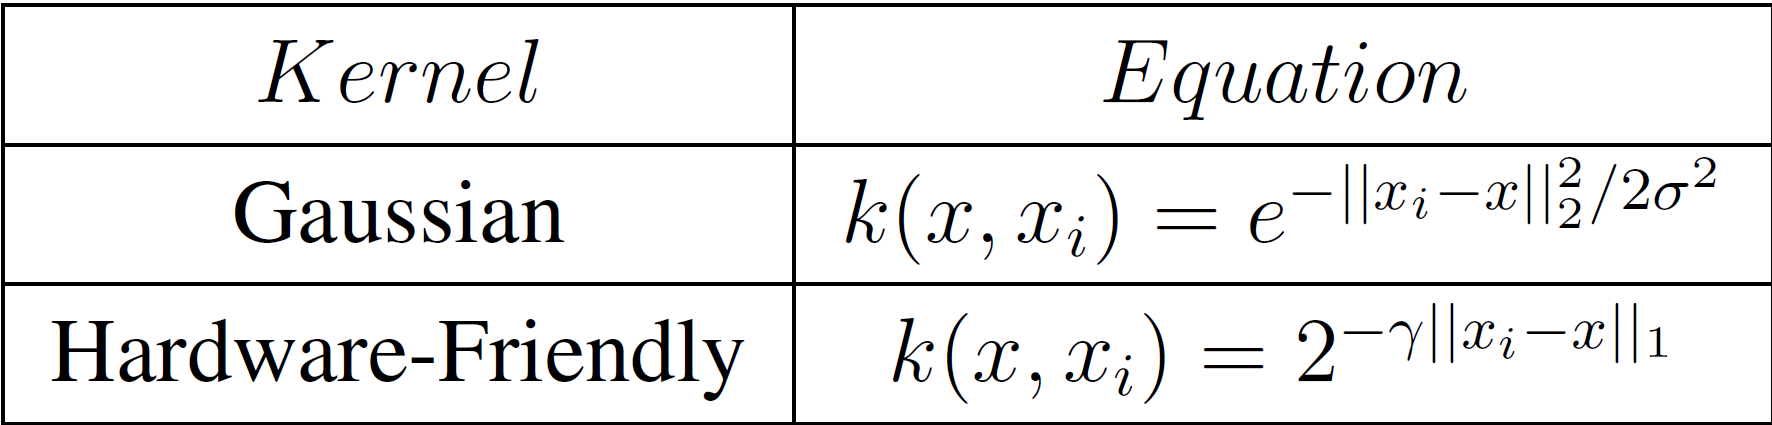 Kernel Equation
Gaussian k(x, x_i) = e^{-||x_i-x||_2^2/2σ^2}
Hardware-Friendly k(x, x_i) = 2^{-γ||x_i-x||_1}